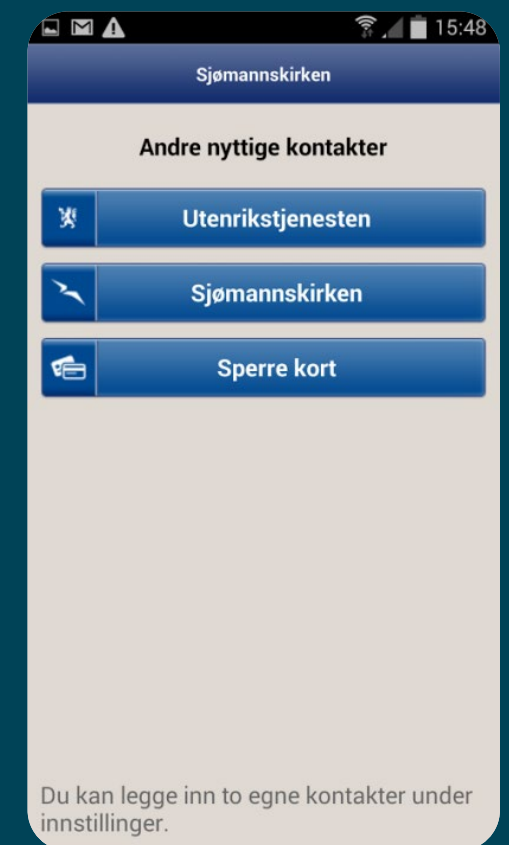 15:48
Sjømannskirken
Andre nyttige kontakter
Utenrikstjenesten
Sjømannskirken
Sperre kort
Du kan legge inn to egne kontakter under
innstillinger.